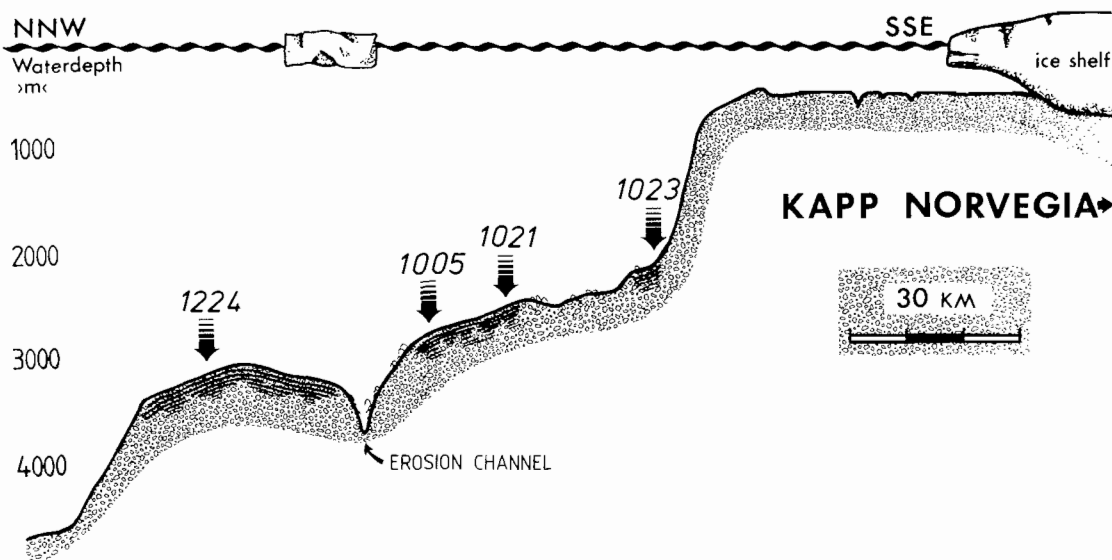 NNW
SSE
Waterdepth
›m‹
ice shelf
1000
1023
KAPP NORVEGIA
1021
2000
1005
1224
30 KM
3000
4000
EROSION CHANNEL